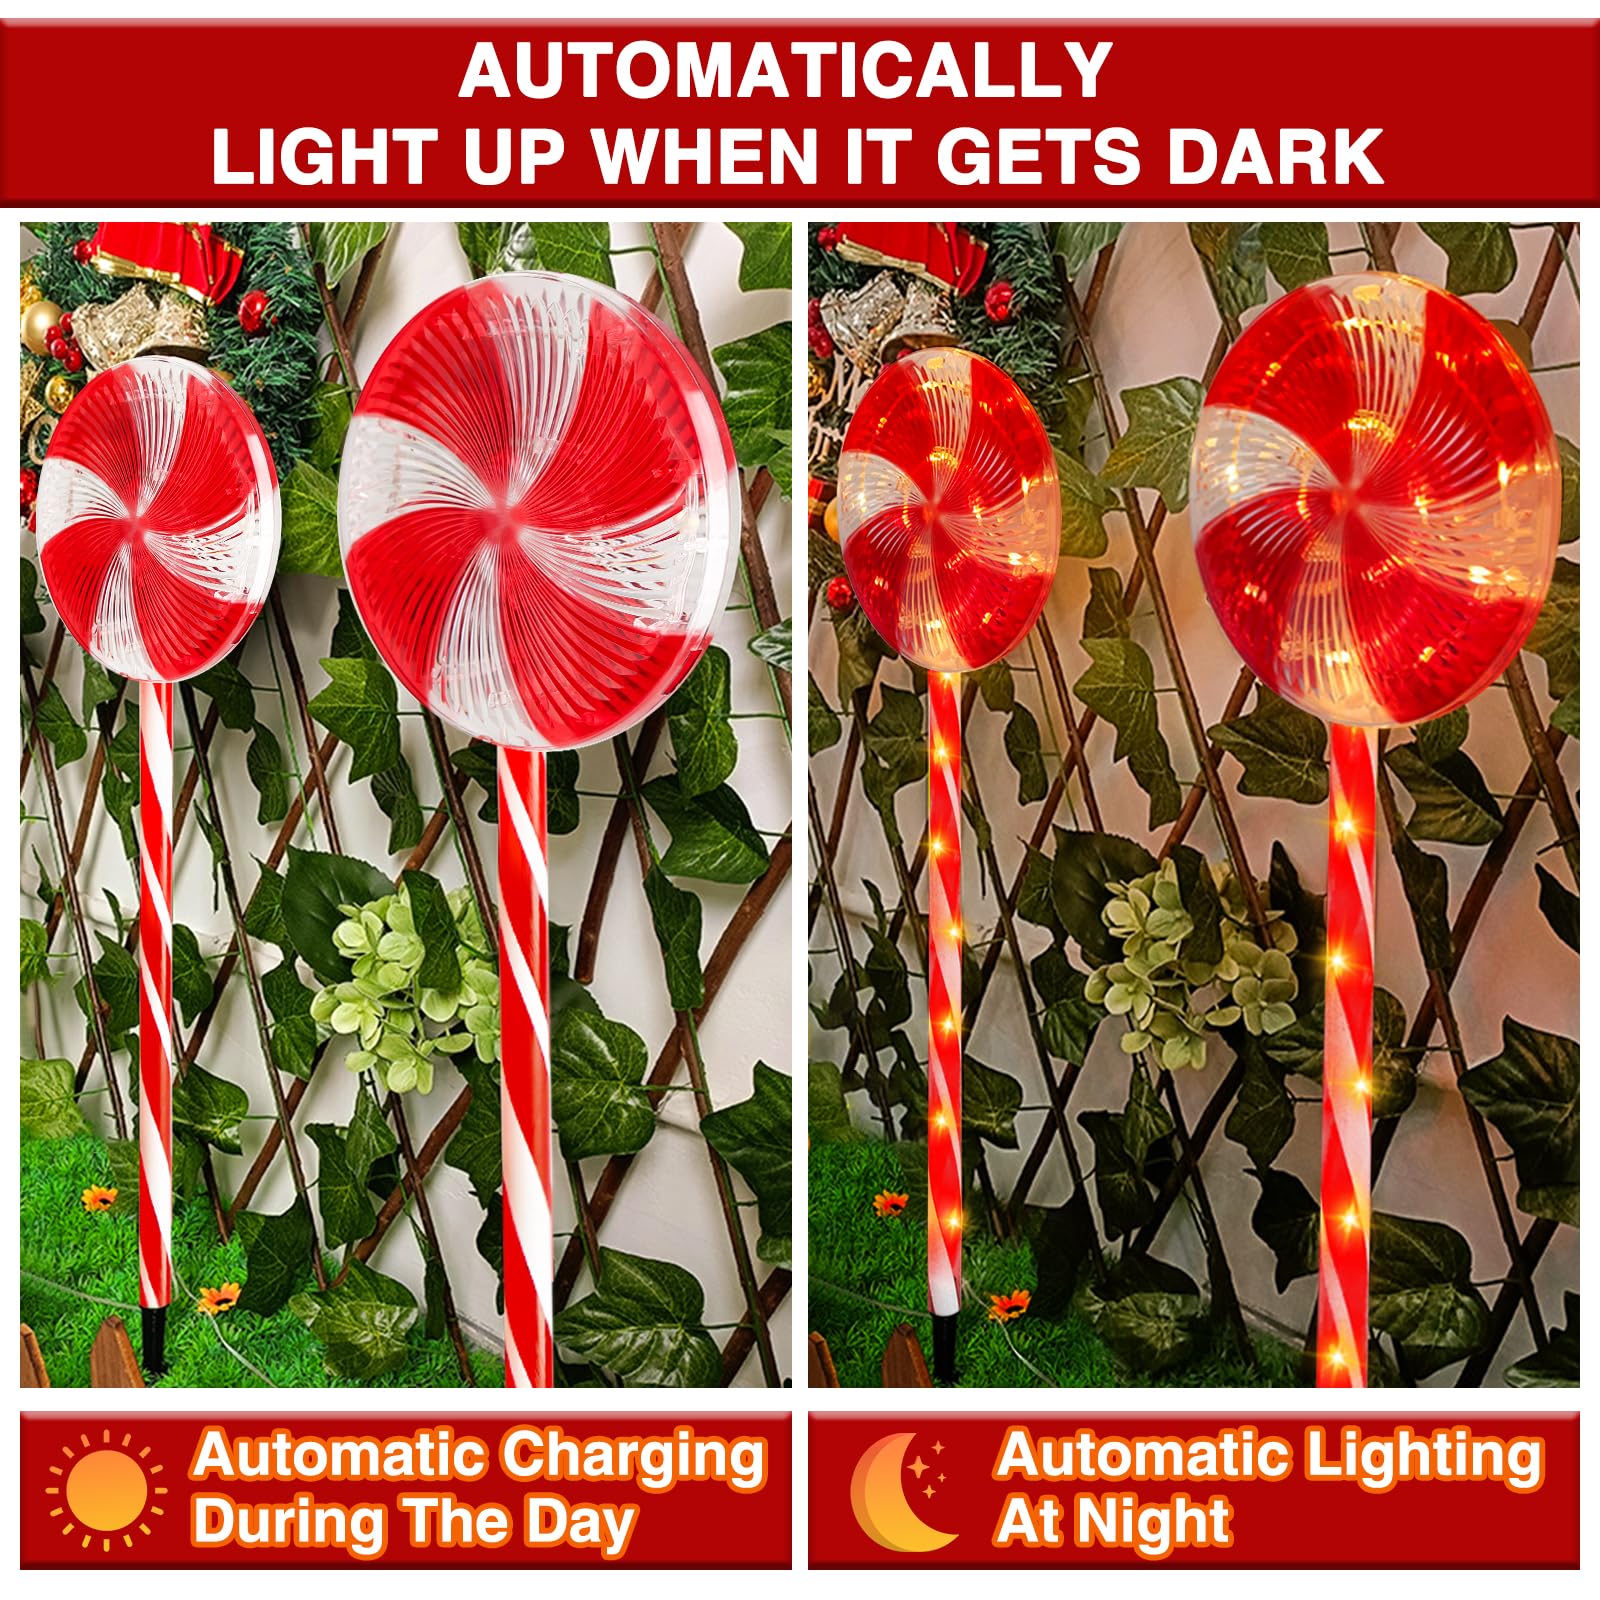 AUTOMATICALLY
LIGHT UP WHEN IT GETS DARK
Automatic Charging
During The Day
Automatic Lighting
At Night